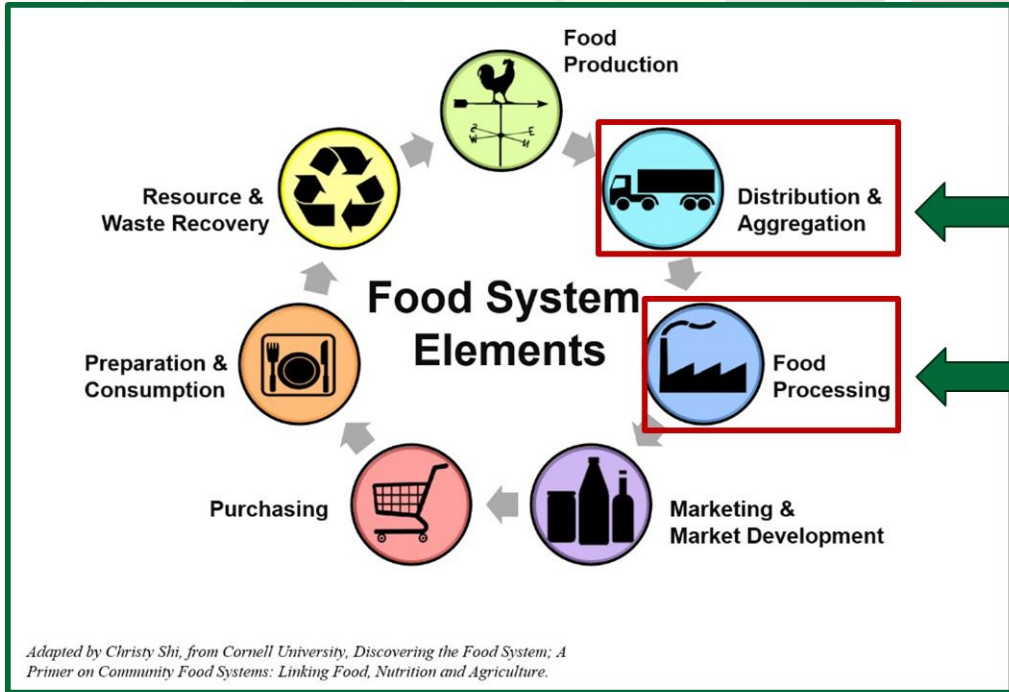 Food
Production
Distribution &
Aggregation
Food
Processing
Marketing &
Market Development
Purchasing
Preparation &
Consumption
Resource &
Waste Recovery
Food System
Elements
S
E
W
N
Adapted by Christy Shi, from Cornell University, Discovering the Food System; A
Primer on Community Food Systems: Linking Food, Nutrition and Agriculture.